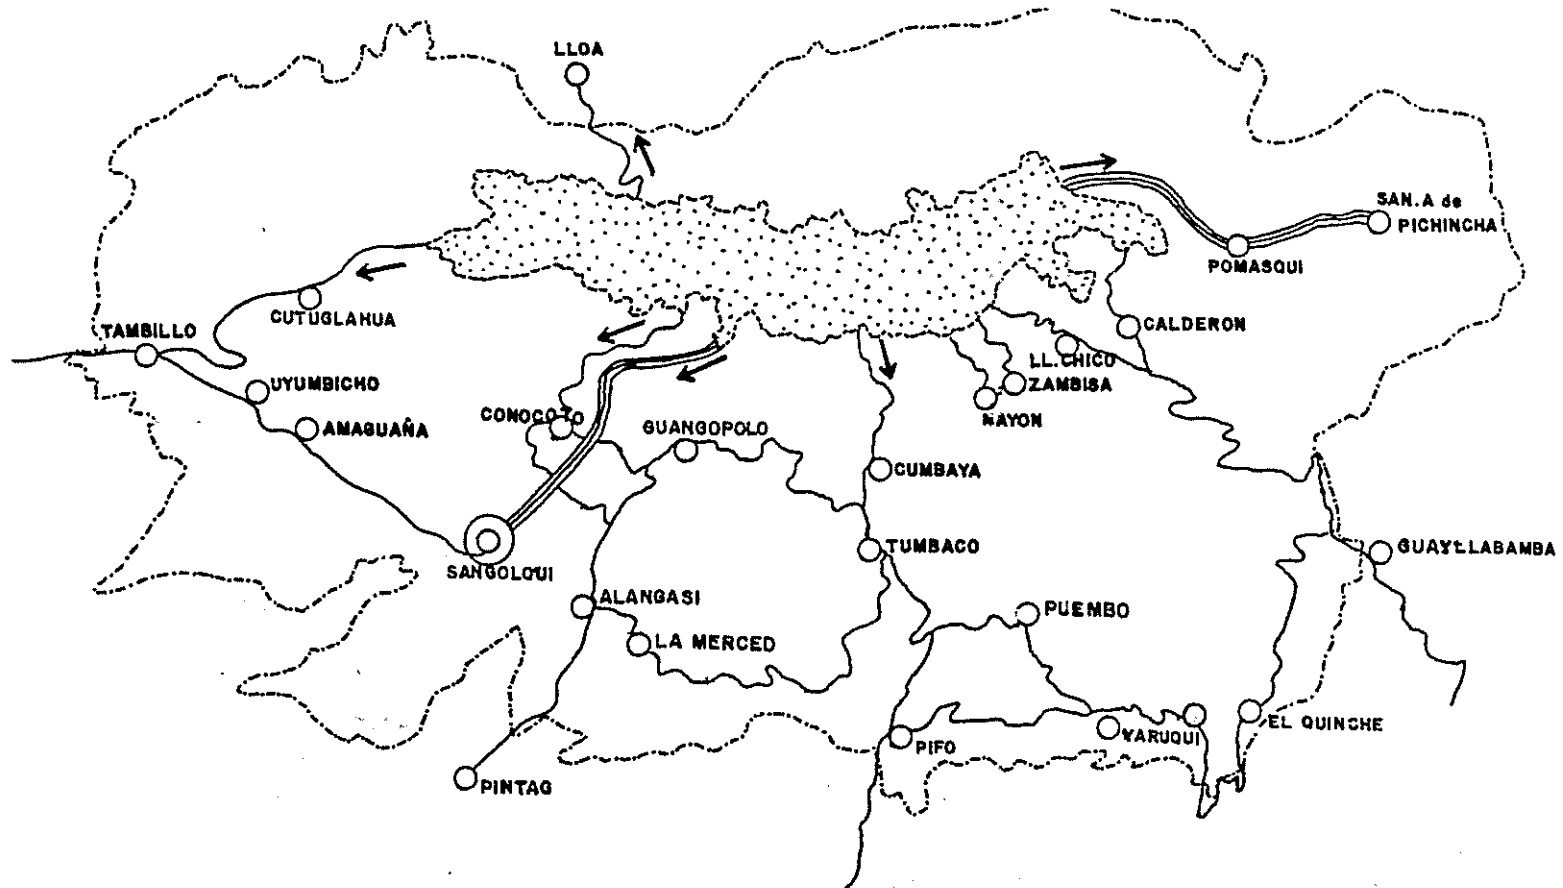 LLOA
SAN.A de
PICHINCHA
POMASQUI
CUTUGLAHUA
TAMBILLO
CALDERON
LL. CHICO
ZAMBISA
NAYON
UYUMBICHO
AMAGUAÑA
CONOCOTO
GUANGOPOLO
CUMBAYA
SANGOLQUI
TUMBACO
GUAYLLABAMBA
ALANGASI
PUEMBO
LA MERCED
PINTAG
PIFO
YARUQUI
EL QUINCHE